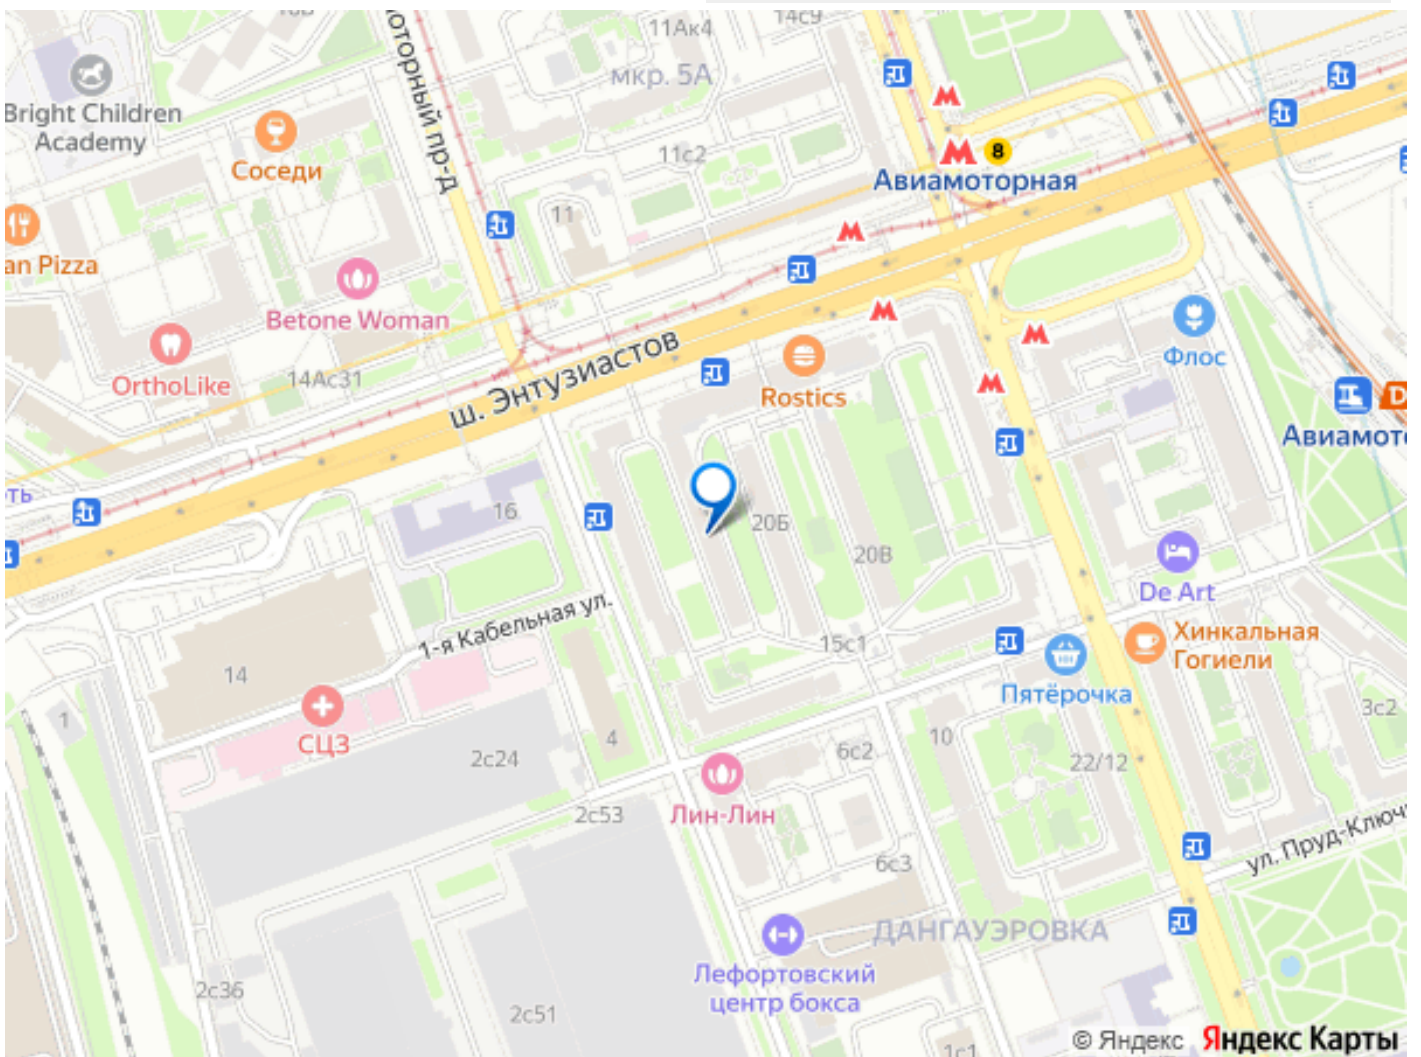 14с9
11Ак4
мкр. 5А
оторный пр-д
Bright Children
Academy
Соседи
11с2
8
Авиамоторная
11
an Pizza
Betone Woman
OrthoLike
14Ас31
ш. Энтузиастов
Rostics
Флос
Авиамот
ть
16
20Б
20В
De Art
1-я Кабельная ул.
15с1
Хинкальная
Гогиели
Пятёрочка
14
1
СЦЗ
2с24
4
6с2
10
22/12
3с2
Лин-Лин
2с53
6с3
ул. Пруд-Ключ
ДАНГАУЭРОВКА
Лефортовский
центр бокса
2с36
2с51
1с1
© Яндекс Яндекс Карты